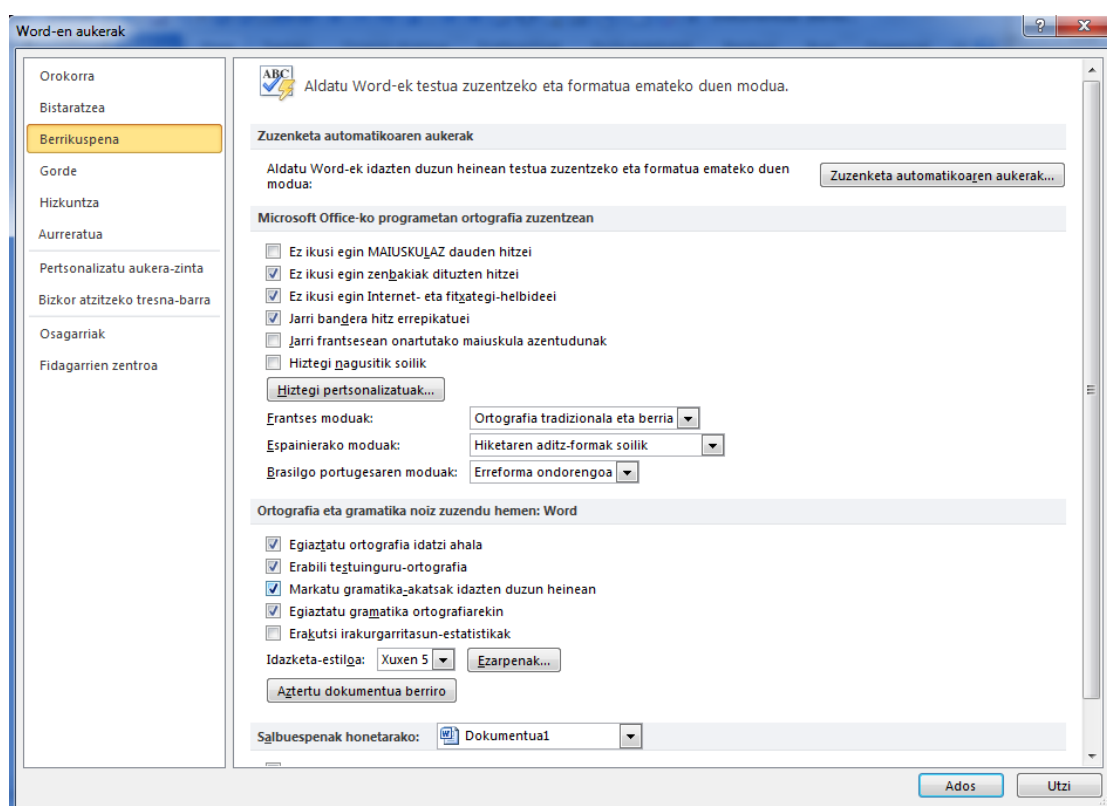 Word-en aukerak
Orokorra
Bistaratzea
Berrikuspena
Gorde
Hizkuntza
Aurreratua
Pertsonalizatu aukera-zinta
Bizkor atzitzeko tresna-barra
Osagarriak
Fidagarrien zentroa
ABC
Aldatu Word-ek testua zuzentzeko eta formatua emateko duen modua.
Zuzenketa automatikoaren aukerak
Aldatu Word-ek idazten duzun heinean testua zuzentzeko eta formatua emateko duen
modua:
Zuzenketa automatikoaren aukerak...
Microsoft Office-ko programetan ortografia zuzentzean
Ez ikusi egin MAIUSKULAZ dauden hitzei
Ez ikusi egin zenbakiak dituzten hitzei
Ez ikusi egin Internet- eta fitxategi-helbideei
Jarri bandera hitz errepikatuei
Jarri frantsesean onartutako maiuskula azentudunak
Hiztegi nagusitik soilik
Hiztegi pertsonalizatuak...
Frantses moduak: Ortografia tradizionala eta berria
Espainierako moduak: Hiketaren aditz-formak soilik
Brasilgo portugesaren moduak: Erreforma ondorengoa
Ortografia eta gramatika noiz zuzendu hemen: Word
Egiaztatu ortografia idatzi ahala
Erabili testuinguru-ortografia
Markatu gramatika-akatsak idazten duzun heinean
Egiaztatu gramatika ortografiarekin
Erakutsi irakurgarritasun-estatistikak
Idazketa-estiloa: Xuxen 5 Ezarpenak...
Aztertu dokumentua berriro
Salbuespenak honetarako: Dokumentua1
Ados Utzi